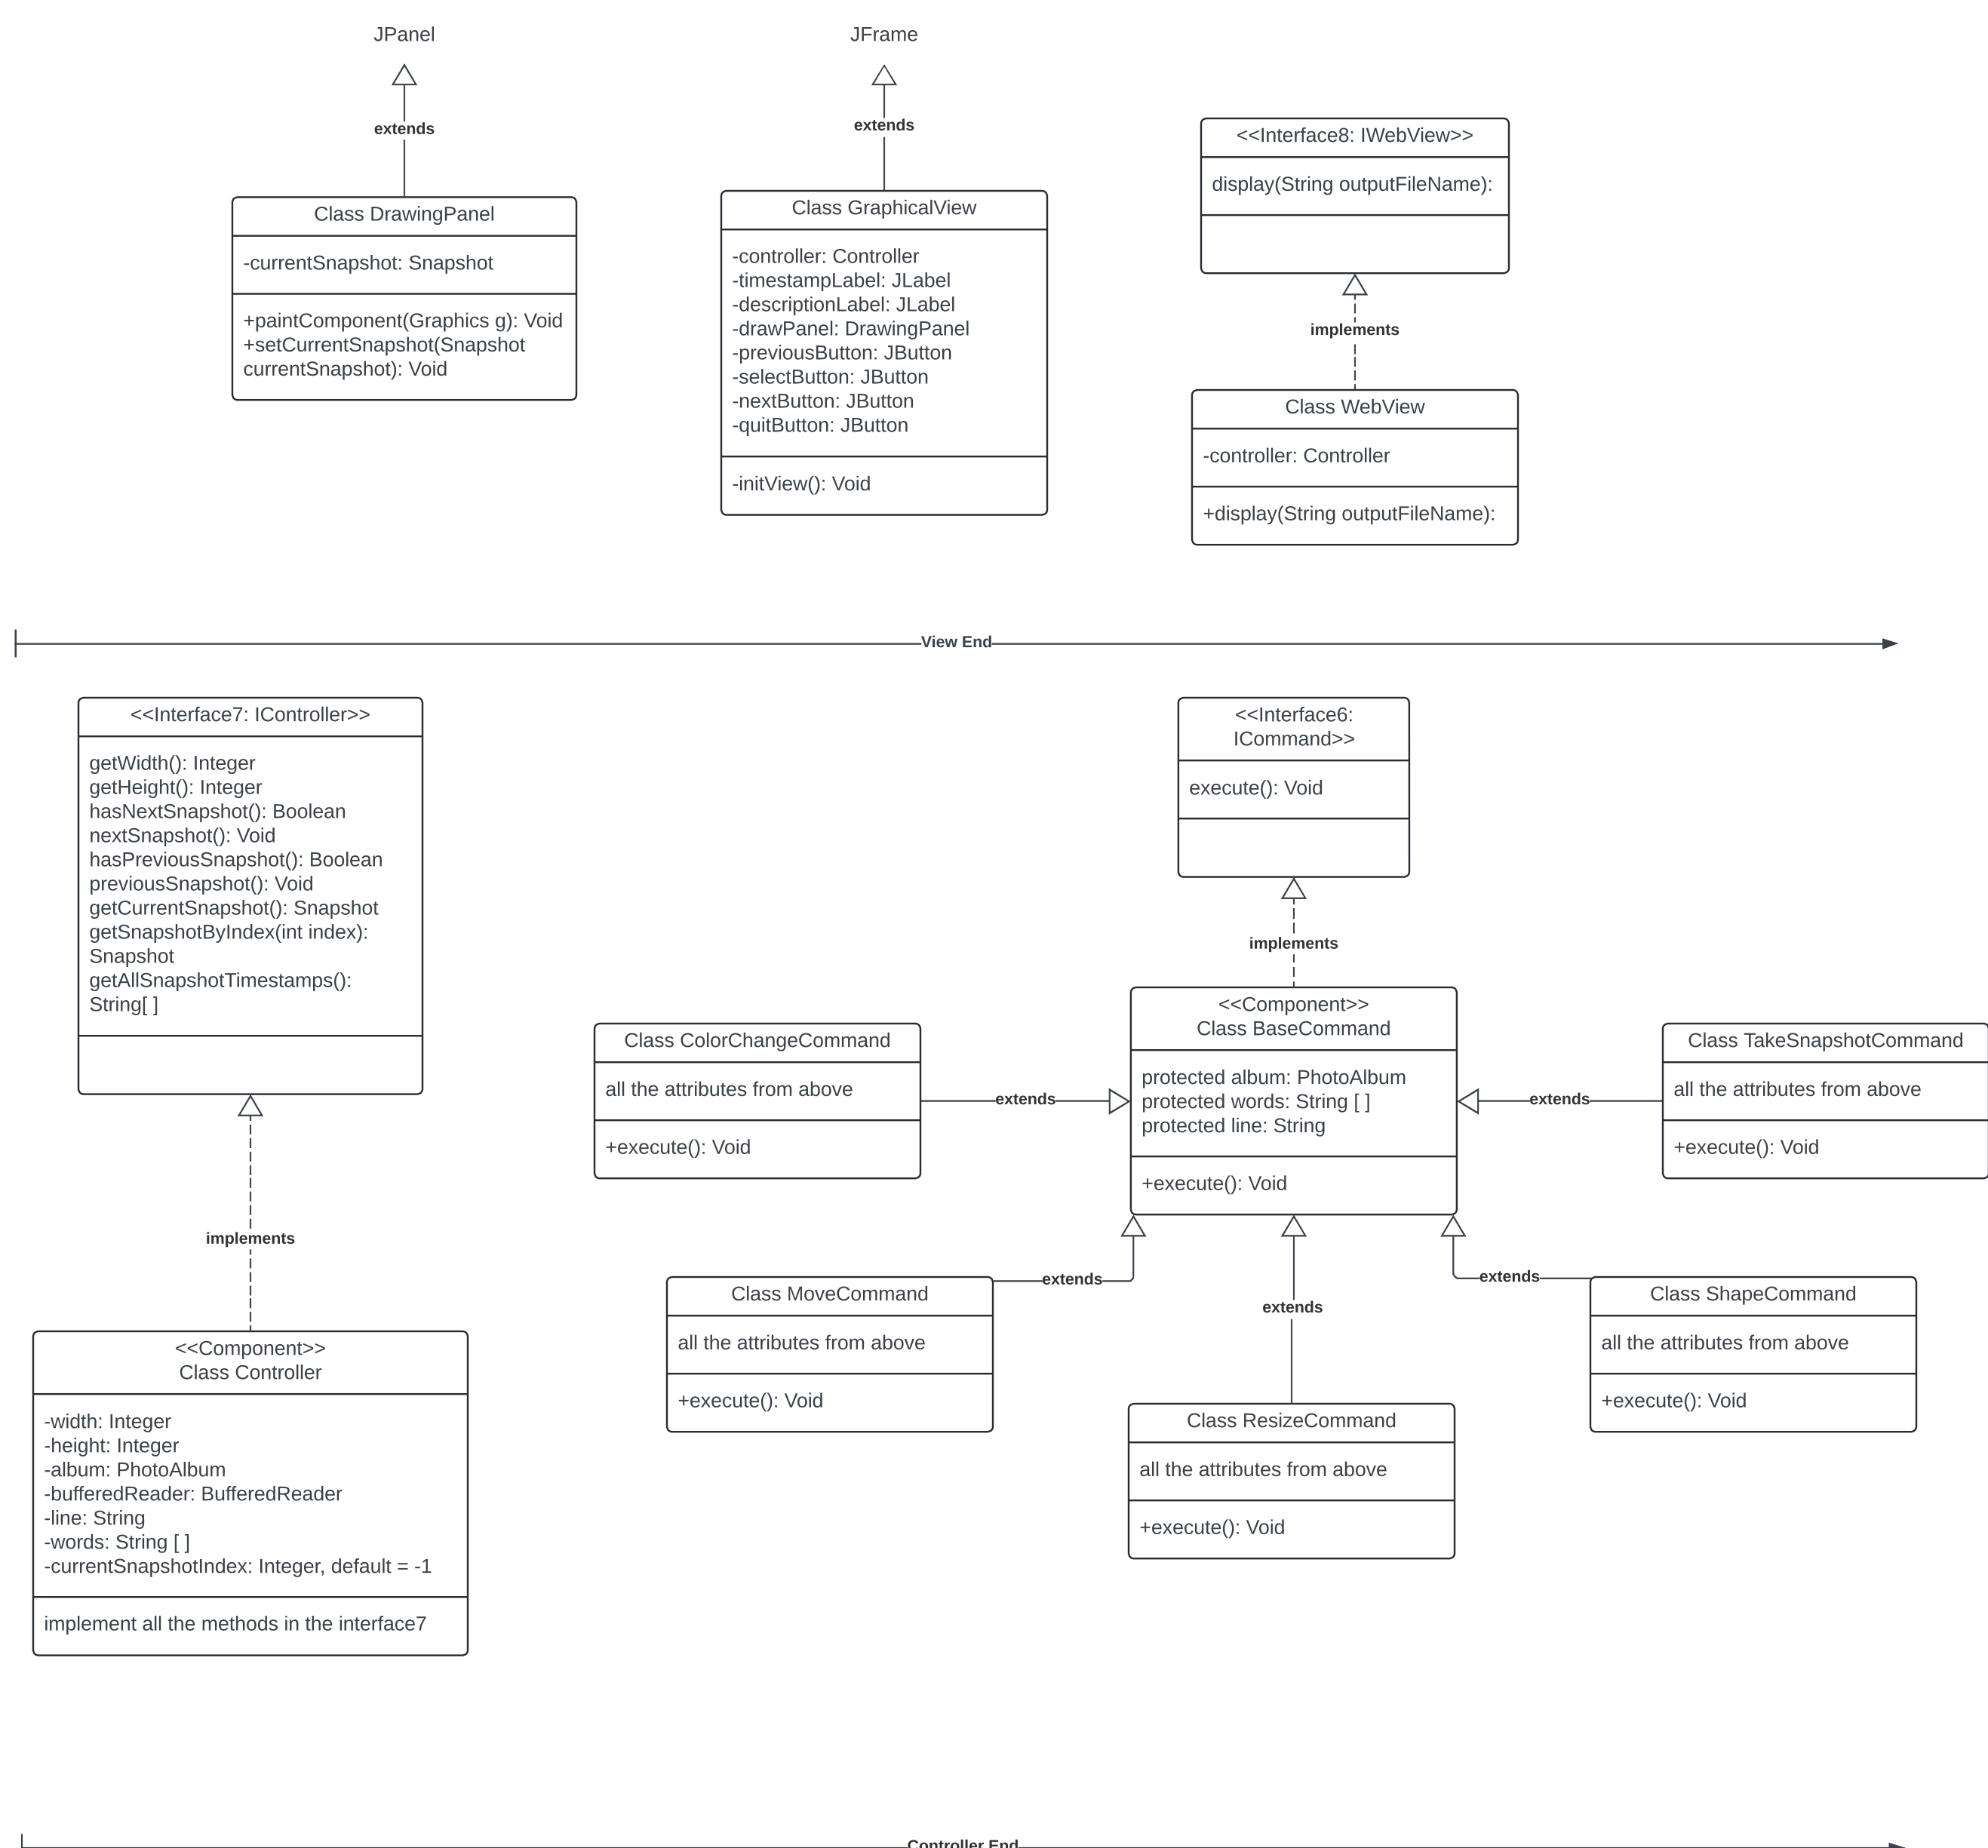 JPanel
extends
Class DrawingPanel
-currentSnapshot: Snapshot
+paintComponent(Graphics g): Void
+setCurrentSnapshot(Snapshot
currentSnapshot): Void
JFrame
extends
Class GraphicalView
-controller: Controller
-timestampLabel: JLabel
-descriptionLabel: JLabel
-drawPanel: DrawingPanel
-previousButton: JButton
-selectButton: JButton
-nextButton: JButton
-quitButton: JButton
-initView(): Void
<<Interface8: IWebView>>
display(String outputFileName):
implements
Class WebView
-controller: Controller
+display(String outputFileName):
View End
<<Interface7: IController>>
getWidth(): Integer
getHeight(): Integer
hasNextSnapshot(): Boolean
nextSnapshot(): Void
hasPreviousSnapshot(): Boolean
previousSnapshot(): Void
getCurrentSnapshot(): Snapshot
getSnapshotByIndex(int index):
Snapshot
getAllSnapshotTimestamps():
String[ ]
implements
<<Component>>
Class Controller
-width: Integer
-height: Integer
-album: PhotoAlbum
-bufferedReader: BufferedReader
-line: String
-words: String [ ]
-currentSnapshotIndex: Integer, default = -1
implement all the methods in the interface7
<<Interface6:
ICommand>>
execute(): Void
implements
<<Component>>
Class BaseCommand
protected album: PhotoAlbum
protected words: String [ ]
protected line: String
+execute(): Void
Class ColorChangeCommand
all the attributes from above
+execute(): Void
extends
extends
Class TakeSnapshotCommand
all the attributes from above
+execute(): Void
Class MoveCommand
all the attributes from above
+execute(): Void
extends
extends
Class ResizeCommand
all the attributes from above
+execute(): Void
extends
Class ShapeCommand
all the attributes from above
+execute(): Void
Controller End